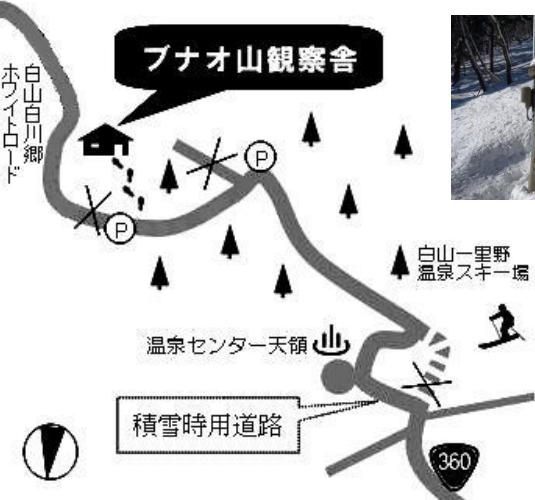 ブナオ山観察舎
白山白川郷
ホワイトロード
P
P
白山一里野
温泉スキー場
温泉センター天領
積雪時用道路
360